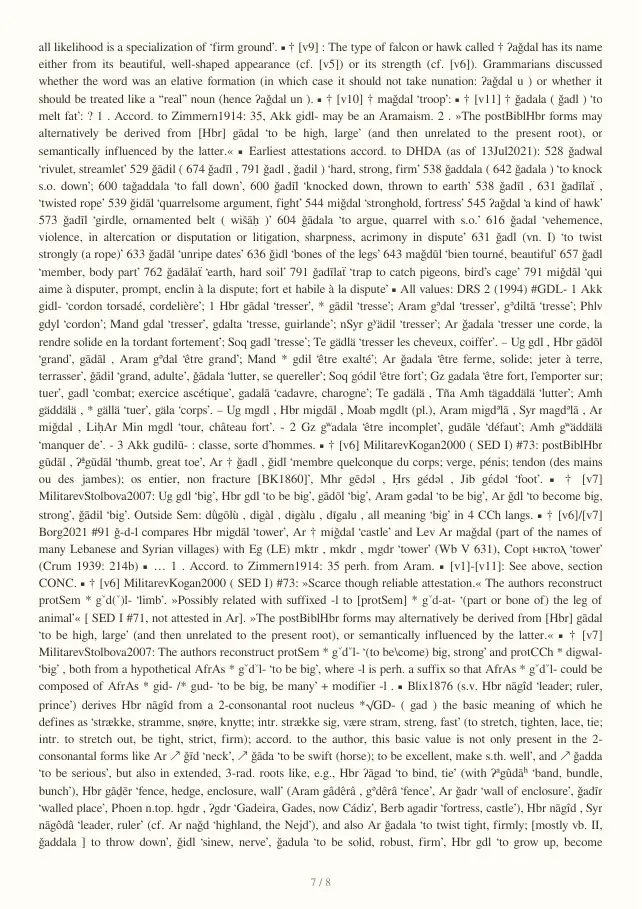 all likelihood is a specialization of ‘firm ground’. ▪ † [v9] : The type of falcon or hawk called † ʔaǧdal has its name
either from its beautiful, well-shaped appearance (cf. [v5]) or its strength (cf. [v6]). Grammarians discussed
whether the word was an elative formation (in which case it should not take nunation: ʔaǧdal u ) or whether it
should be treated like a “real” noun (hence ʔaǧdal un ). ▪ † [v10] † maǧdal ‘troop’: ▪ † [v11] † ǧadala ( ǧadl ) ‘to
melt fat’: ? 1 . Accord. to Zimmern1914: 35, Akk gidl- may be an Aramaism. 2 . »The postBiblHbr forms may
alternatively be derived from [Hbr] gādal ‘to be high, large’ (and then unrelated to the present root), or
semantically influenced by the latter.« ▪ Earliest attestations accord. to DHDA (as of 13Jul2021): 528 ǧadwal
‘rivulet, streamlet’ 529 ǧādil ( 674 ǧadīl , 791 ǧadl , ǧadil ) ‘hard, strong, firm’ 538 ǧaddala ( 642 ǧadala ) ‘to knock
s.o. down’; 600 taǧaddala ‘to fall down’, 600 ǧadīl ‘knocked down, thrown to earth’ 538 ǧadīl , 631 ǧadīlaẗ ,
‘twisted rope’ 539 ǧidāl ‘quarrelsome argument, fight’ 544 miǧdal ‘stronghold, fortress’ 545 ʔaǧdal ‘a kind of hawk’
573 ǧadīl ‘girdle, ornamented belt ( wišāḥ )’ 604 ǧādala ‘to argue, quarrel with s.o.’ 616 ǧadal ‘vehemence,
violence, in altercation or disputation or litigation, sharpness, acrimony in dispute’ 631 ǧadl (vn. I) ‘to twist
strongly (a rope)’ 633 ǧadāl ‘unripe dates’ 636 ǧidl ‘bones of the legs’ 643 maǧdūl ‘bien tourné, beautiful’ 657 ǧadl
‘member, body part’ 762 ǧadālaẗ ‘earth, hard soil’ 791 ǧadīlaẗ ‘trap to catch pigeons, bird’s cage’ 791 miǧdāl ‘qui
aime à disputer, prompt, enclin à la dispute; fort et habile à la dispute’ ▪ All values: DRS 2 (1994) #GDL- 1 Akk
gidl- ‘cordon torsadé, cordelière’; 1 Hbr gādal ‘tresser’, * gādil ‘tresse’; Aram gᵊdal ‘tresser’, gᵊdiltā ‘tresse’; Phlv
gdyl ‘cordon’; Mand gdal ‘tresser’, gdalta ‘tresse, guirlande’; nSyr gʸādil ‘tresser’; Ar ǧadala ‘tresser une corde, la
rendre solide en la tordant fortement’; Soq gadl ‘tresse’; Te gädlä ‘tresser les cheveux, coiffer’. – Ug gdl , Hbr gādōl
‘grand’, gādāl , Aram gᵊdal ‘être grand’; Mand * gdil ‘être exalté’; Ar ǧadala ‘être ferme, solide; jeter à terre,
terrasser’, ǧādil ‘grand, adulte’, ǧādala ‘lutter, se quereller’; Soq gódil ‘être fort’; Gz gadala ‘être fort, l’emporter sur;
tuer’, gadl ‘combat; exercice ascétique’, gadalā ‘cadavre, charogne’; Te gadälä , Tña Amh tägaddälä ‘lutter’; Amh
gäddälä , * gällä ‘tuer’, gäla ‘corps’. – Ug mgdl , Hbr migdāl , Moab mgdlt (pl.), Aram migdᵊlā , Syr magdᵊlā , Ar
miǧdal , LiḥAr Min mgdl ‘tour, château fort’. - 2 Gz gʷadala ‘être incomplet’, gudāle ‘défaut’; Amh gʷäddälä
‘manquer de’. - 3 Akk gudilū- : classe, sorte d’hommes. ▪ † [v6] MilitarevKogan2000 ( SED I) #73: postBiblHbr
gūdāl , ʔᵃgūdāl ‘thumb, great toe’, Ar † ǧadl , ǧidl ‘membre quelconque du corps; verge, pénis; tendon (des mains
ou des jambes); os entier, non fracture [BK1860]’, Mhr gēdəl , Ḥrs gédəl , Jib gédəl ‘foot’. ▪ † [v7]
MilitarevStolbova2007: Ug gdl ‘big’, Hbr gdl ‘to be big’, gādōl ‘big’, Aram gədal ‘to be big’, Ar ǧdl ‘to become big,
strong’, ǧādil ‘big’. Outside Sem: dùgōlù , digàl , digàlu , dīgalu , all meaning ‘big’ in 4 CCh langs. ▪ † [v6]/[v7]
Borg2021 #91 ǧ-d-l compares Hbr migdāl ‘tower’, Ar † miǧdal ‘castle’ and Lev Ar maǧdal (part of the names of
many Lebanese and Syrian villages) with Eg (LE) mktr , mkdr , mgdr ‘tower’ (Wb V 631), Copt ⲙⲓⲕⲧⲟⲗ ‘tower’
(Crum 1939: 214b) ▪ … 1 . Accord. to Zimmern1914: 35 perh. from Aram. ▪ [v1]-[v11]: See above, section
CONC. ▪ † [v6] MilitarevKogan2000 ( SED I) #73: »Scarce though reliable attestation.« The authors reconstruct
protSem * gˇd(ˇ)l- ‘limb’. »Possibly related with suffixed -l to [protSem] * gˇd-at- ‘(part or bone of) the leg of
animal’« [ SED I #71, not attested in Ar]. »The postBiblHbr forms may alternatively be derived from [Hbr] gādal
‘to be high, large’ (and then unrelated to the present root), or semantically influenced by the latter.« ▪ † [v7]
MilitarevStolbova2007: The authors reconstruct protSem * gˇdˇl- ‘(to be\come) big, strong’ and protCCh * digwal-
‘big’ , both from a hypothetical AfrAs * gˇdˇl- ‘to be big’, where -l is perh. a suffix so that AfrAs * gˇdˇl- could be
composed of AfrAs * gid- /* gud- ‘to be big, be many’ + modifier -l . ▪ Blix1876 (s.v. Hbr nāgîd ‘leader; ruler,
prince’) derives Hbr nāgîd from a 2-consonantal root nucleus *√GD- ( gad ) the basic meaning of which he
defines as ‘strække, stramme, snøre, knytte; intr. strække sig, være stram, streng, fast’ (to stretch, tighten, lace, tie;
intr. to stretch out, be tight, strict, firm); accord. to the author, this basic value is not only present in the 2-
consonantal forms like Ar ↗ ǧīd ‘neck’, ↗ ǧāda ‘to be swift (horse); to be excellent, make s.th. well’, and ↗ ǧadda
‘to be serious’, but also in extended, 3-rad. roots like, e.g., Hbr ʔāgad ‘to bind, tie’ (with ʔᵃgûdāʰ ‘band, bundle,
bunch’), Hbr gādēr ‘fence, hedge, enclosure, wall’ (Aram gâdêrâ , gᵊdêrâ ‘fence’, Ar ǧadr ‘wall of enclosure’, ǧadīr
‘walled place’, Phoen n.top. hgdr , ʔgdr ‘Gadeira, Gades, now Cádiz’, Berb agadir ‘fortress, castle’), Hbr nāgîd , Syr
nāgôdâ ‘leader, ruler’ (cf. Ar naǧd ‘highland, the Nejd’), and also Ar ǧadala ‘to twist tight, firmly; [mostly vb. II,
ǧaddala ] to throw down’, ǧidl ‘sinew, nerve’, ǧadula ‘to be solid, robust, firm’, Hbr gdl ‘to grow up, become
7 / 8